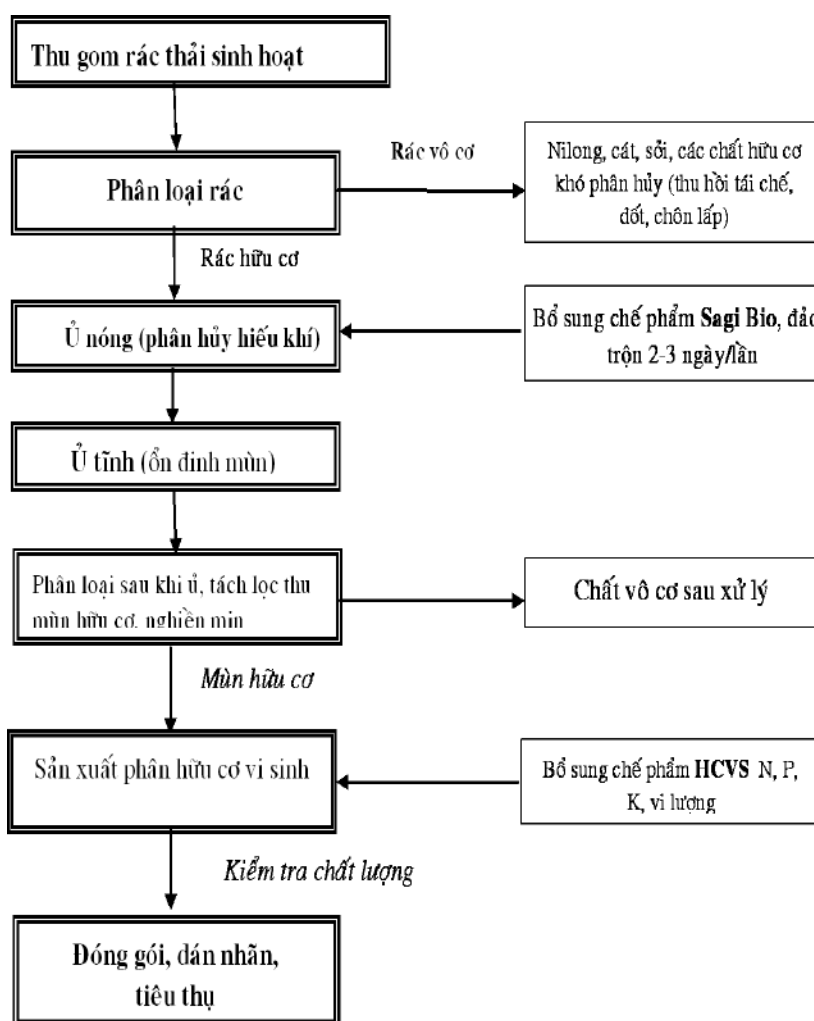 Thu gom rác thải sinh hoạt
Rác vô cơ
Nilong, cát, sởi, các chất hữu cơ
khó phân hủy (thu hồi tái chế,
dốt, chôn lấp)
Phân loại rác
Rác hữu cơ
Ủ nóng (phân hủy hiếu khí)
Bổ sung chế phẩm Sagi Bio, đảo
trộn 2-3 ngày/lần
Ủ tĩnh (ổn đinh mùn)
Phân loại sau khi ủ, tách lọc thu
mùn hữu cơ. nghiền mịn
Chất vô cơ sau xử lý
Mùn hữu cơ
Sản xuất phân hữu cơ vi sinh
Bổ sung chế phẩm HCVS N, P,
K, vi lượng
Kiểm tra chất lượng
Đóng gói, dán nhãn,
tiêu thụ